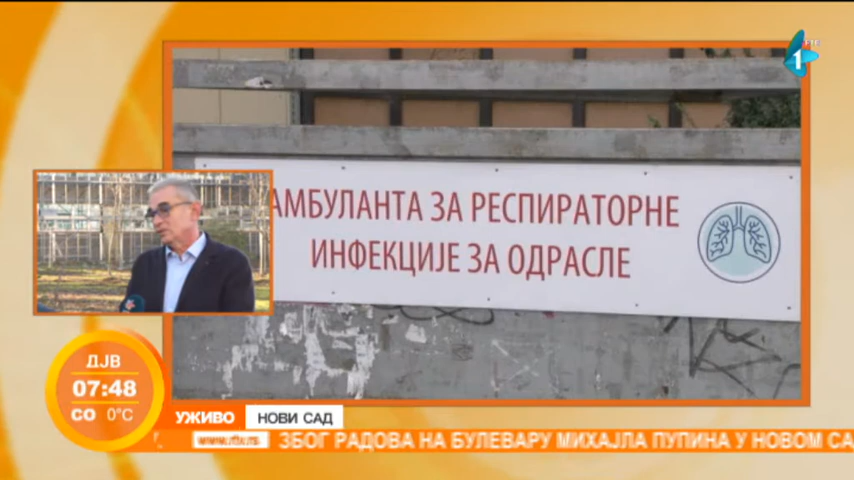 1
АМБУЛАНТА ЗА РЕСПИРАТОРНЕ
ИНФЕКЦИЈЕ ЗА ОДРАСЛЕ
ДЈВ
07:48
СО 0°C
УЖИВО НОВИ САД
ЗБОГ РАДОВА НА БУЛЕВАРУ МИХАЈЛА ПУПИНА У НОВОМ СА